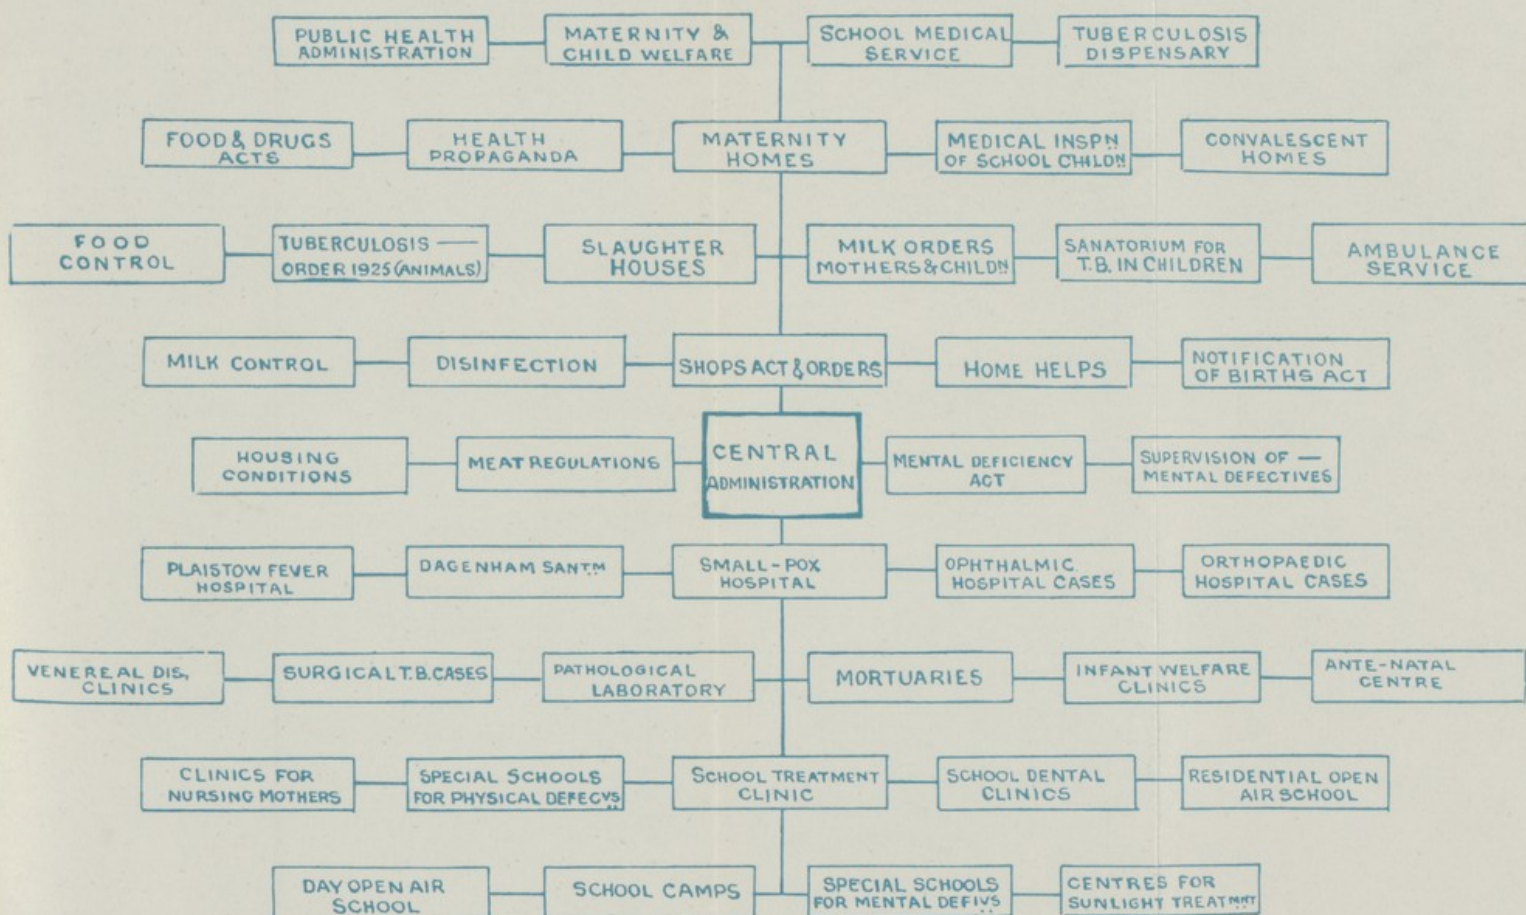 PUBLIC HEALTH
ADMINISTRATION
MATERNITY &
CHILD WELFARE
SCHOOL MEDICAL
SERVICE
TUBERCULOSIS
DISPENSARY
FOOD & DRUGS
ACTS
HEALTH
PROPAGANDA
MATERNITY
HOMES
MEDICAL INSPN
OF SCHOOL CHILDN
CONVALESCENT
HOMES
FOOD
CONTROL
TUBERCULOSIS —
ORDER 1925 (ANIMALS)
SLAUGHTER
HOUSES
MILK ORDERS
MOTHERS & CHILDN
SANATORIUM FOR
T.B. IN CHILDREN
AMBULANCE
SERVICE
MILK CONTROL
DISINFECTION
SHOPS ACT & ORDERS
HOME HELPS
NOTIFICATION
OF BIRTHS ACT
HOUSING
CONDITIONS
MEAT REGULATIONS
CENTRAL
ADMINISTRATION
MENTAL DEFICIENCY
ACT
SUPERVISION OF —
MENTAL DEFECTIVES
PLAISTOW FEVER
HOSPITAL
DAGENHAM SANTM
SMALL-POX
HOSPITAL
OPHTHALMIC
HOSPITAL CASES
ORTHOPAEDIC
HOSPITAL CASES
VENEREAL DIS,
CLINICS
SURGICAL T.B. CASES
PATHOLOGICAL
LABORATORY
MORTUARIES
INFANT WELFARE
CLINICS
ANTE-NATAL
CENTRE
CLINICS FOR
NURSING MOTHERS
SPECIAL SCHOOLS
FOR PHYSICAL DEFECVS
SCHOOL TREATMENT
CLINIC
SCHOOL DENTAL
CLINICS
RESIDENTIAL OPEN
AIR SCHOOL
DAY OPEN AIR
SCHOOL
SCHOOL CAMPS
SPECIAL SCHOOLS
FOR MENTAL DEFIVS
CENTRES FOR
SUNLIGHT TREATMNT